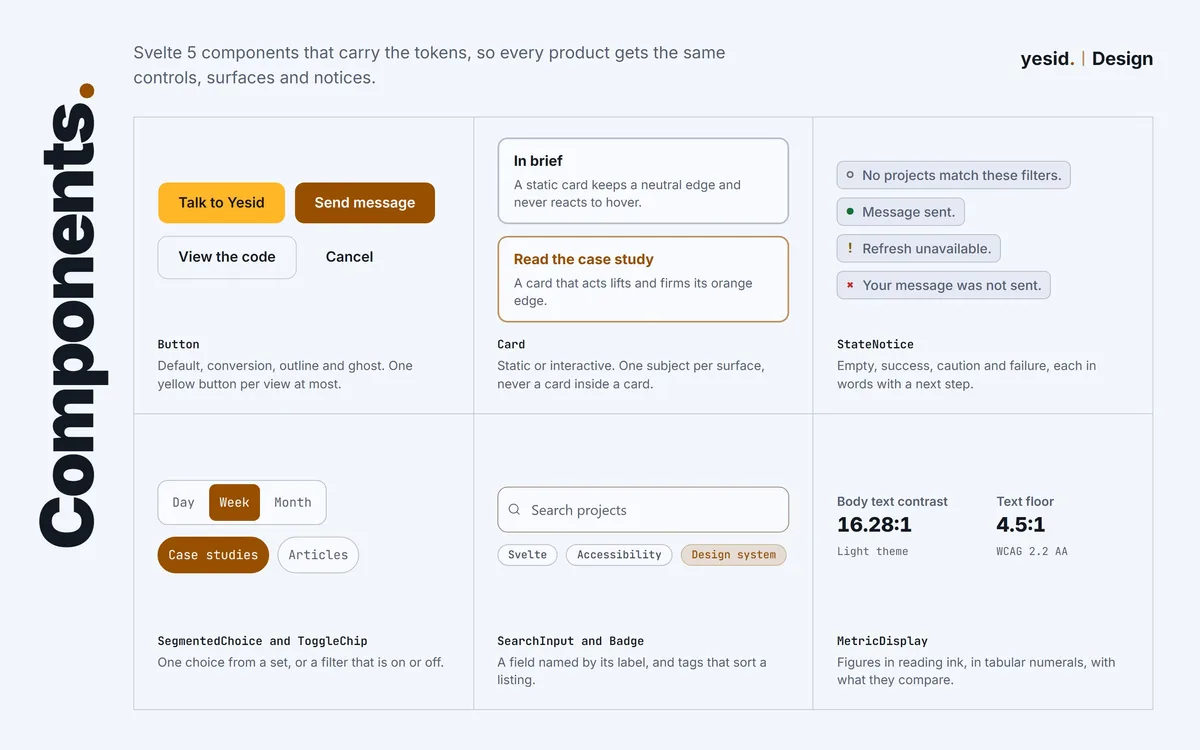 Components.
Svelte 5 components that carry the tokens, so every product gets the same
controls, surfaces and notices.
yesid. | Design
Talk to Yesid
Send message
View the code
Cancel
Button
Default, conversion, outline and ghost. One
yellow button per view at most.
In brief
A static card keeps a neutral edge and
never reacts to hover.
Read the case study
A card that acts lifts and firms its orange
edge.
Card
Static or interactive. One subject per surface,
never a card inside a card.
No projects match these filters.
Message sent.
! Refresh unavailable.
Your message was not sent.
StateNotice
Empty, success, caution and failure, each in
words with a next step.
Day Week Month
Case studies
Articles
SegmentedChoice and ToggleChip
One choice from a set, or a filter that is on or off.
Search projects
Svelte
Accessibility
Design system
SearchInput and Badge
A field named by its label, and tags that sort a
listing.
Body text contrast
16.28:1
Light theme
Text floor
4.5:1
WCAG 2.2 AA
MetricDisplay
Figures in reading ink, in tabular numerals, with
what they compare.